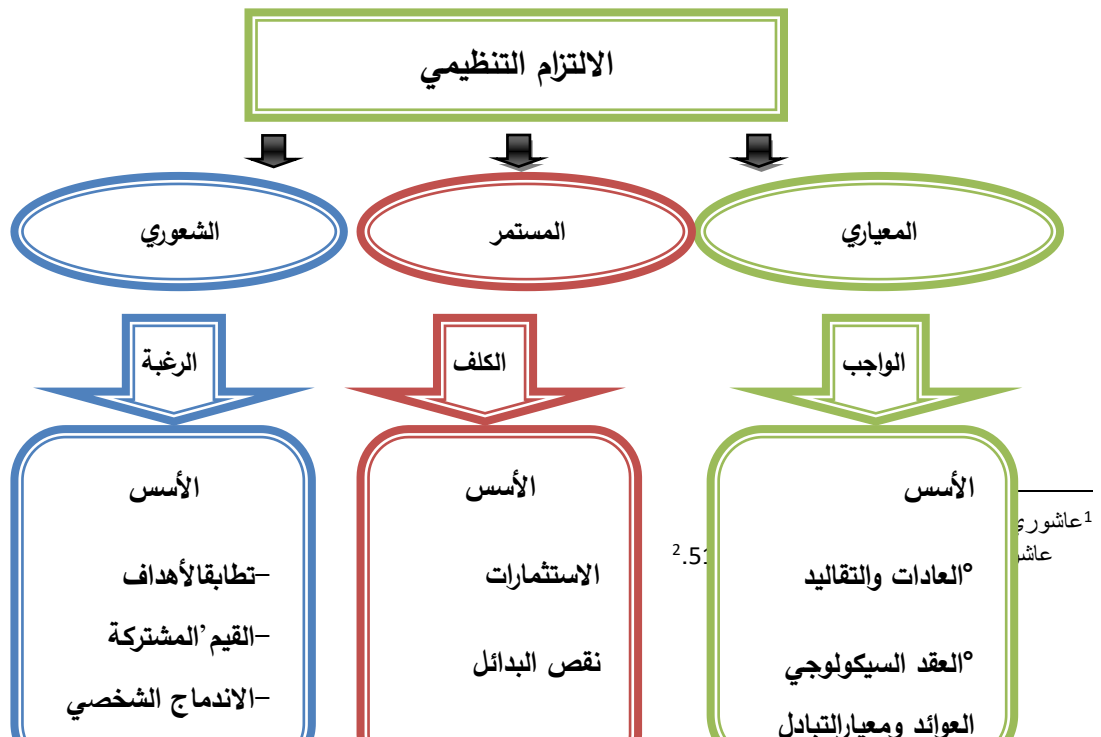 الالتزام التنظيمي
المعياري
المستمر
الشعوري
الواجب
الكلف
الرغبة
الأسس
°العادات والتقاليد
°العقد السيكولوجي
العوائد ومعيارالتبادل
الأسس
الاستثمارات
نقص البدائل
الأسس
-تطابقالأهداف
-القيم'المشتركة
-الاندماج الشخصي
1عاشوري